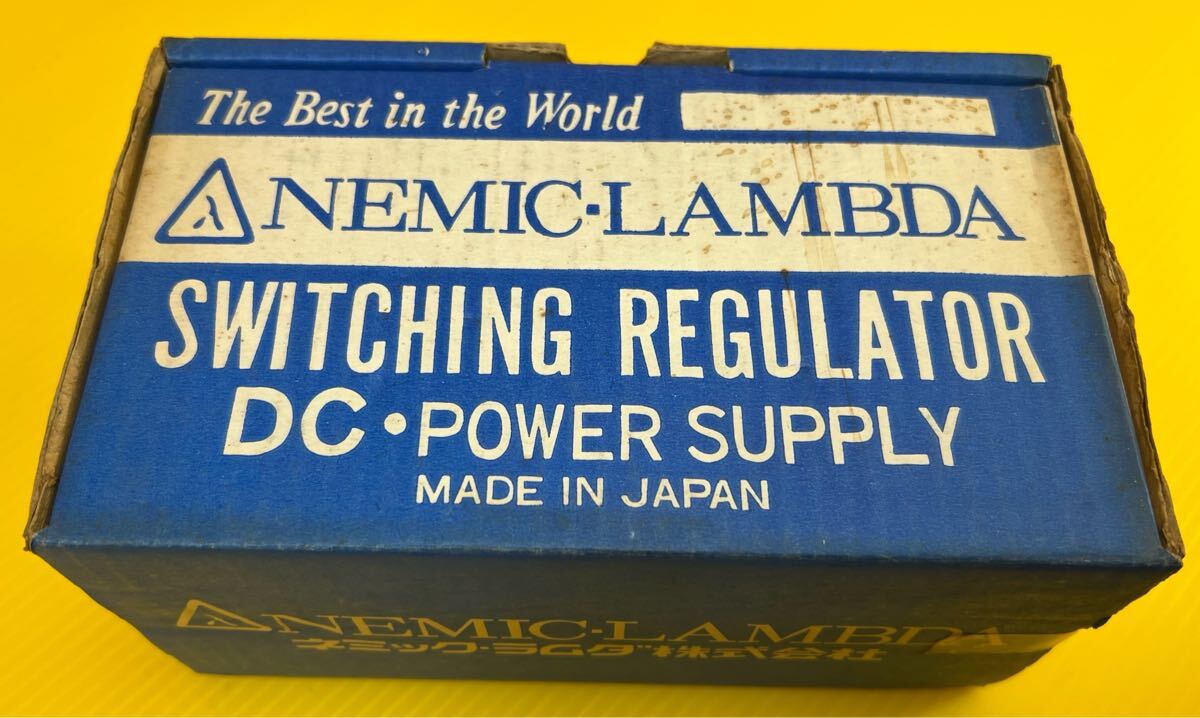 The Best in the World
λ NEMIC·LAMBDA
SWITCHING REGULATOR
DC・POWER SUPPLY
MADE IN JAPAN
λ NEMIC·LAMBDA
ネミック・ラムダ株式会社